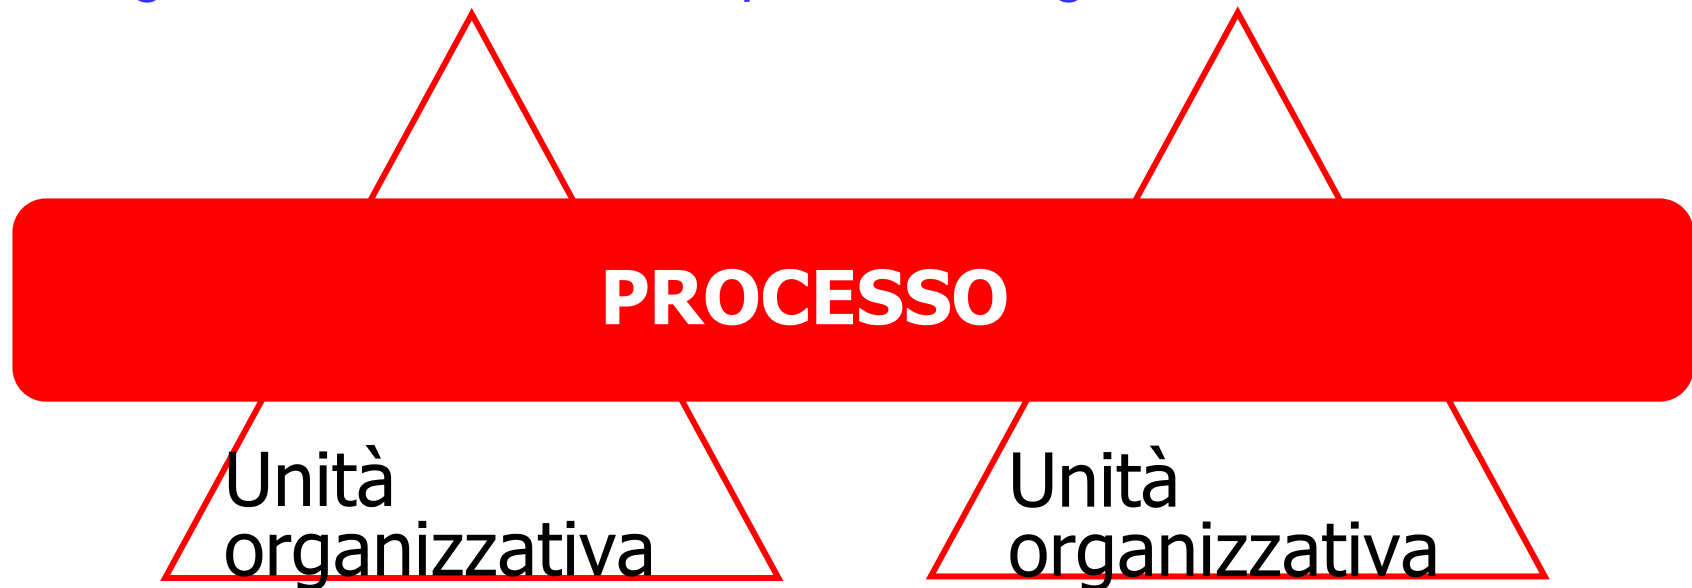 PROCESSO
Unità
organizzativa
Unità
organizzativa